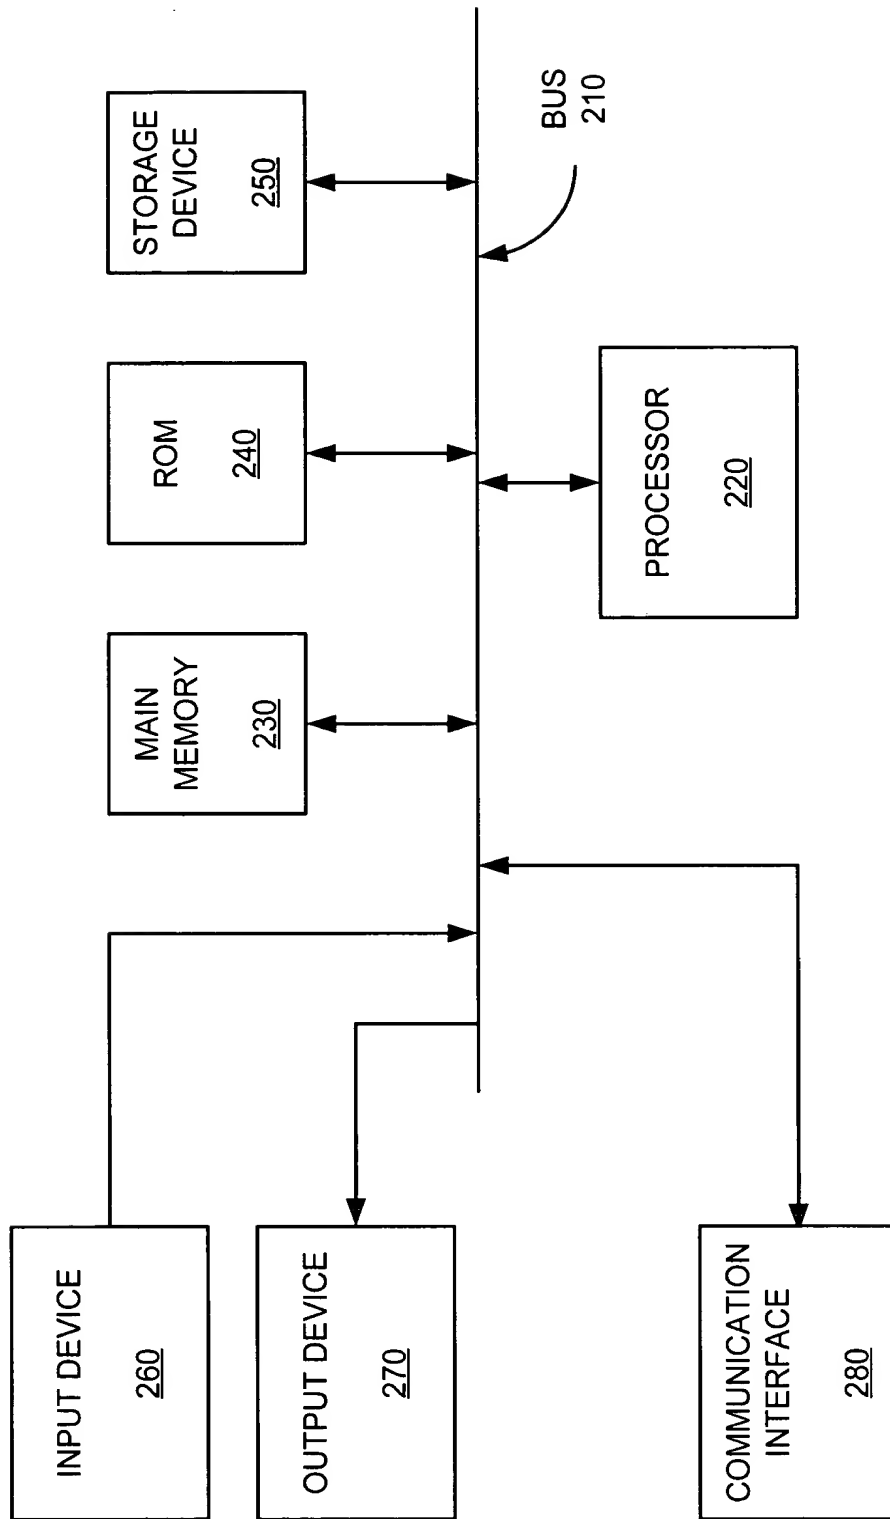 INPUT DEVICE
260
OUTPUT DEVICE
270
COMMUNICATION
INTERFACE
280
MAIN
MEMORY
230
ROM
240
STORAGE
DEVICE
250
PROCESSOR
220
BUS
210